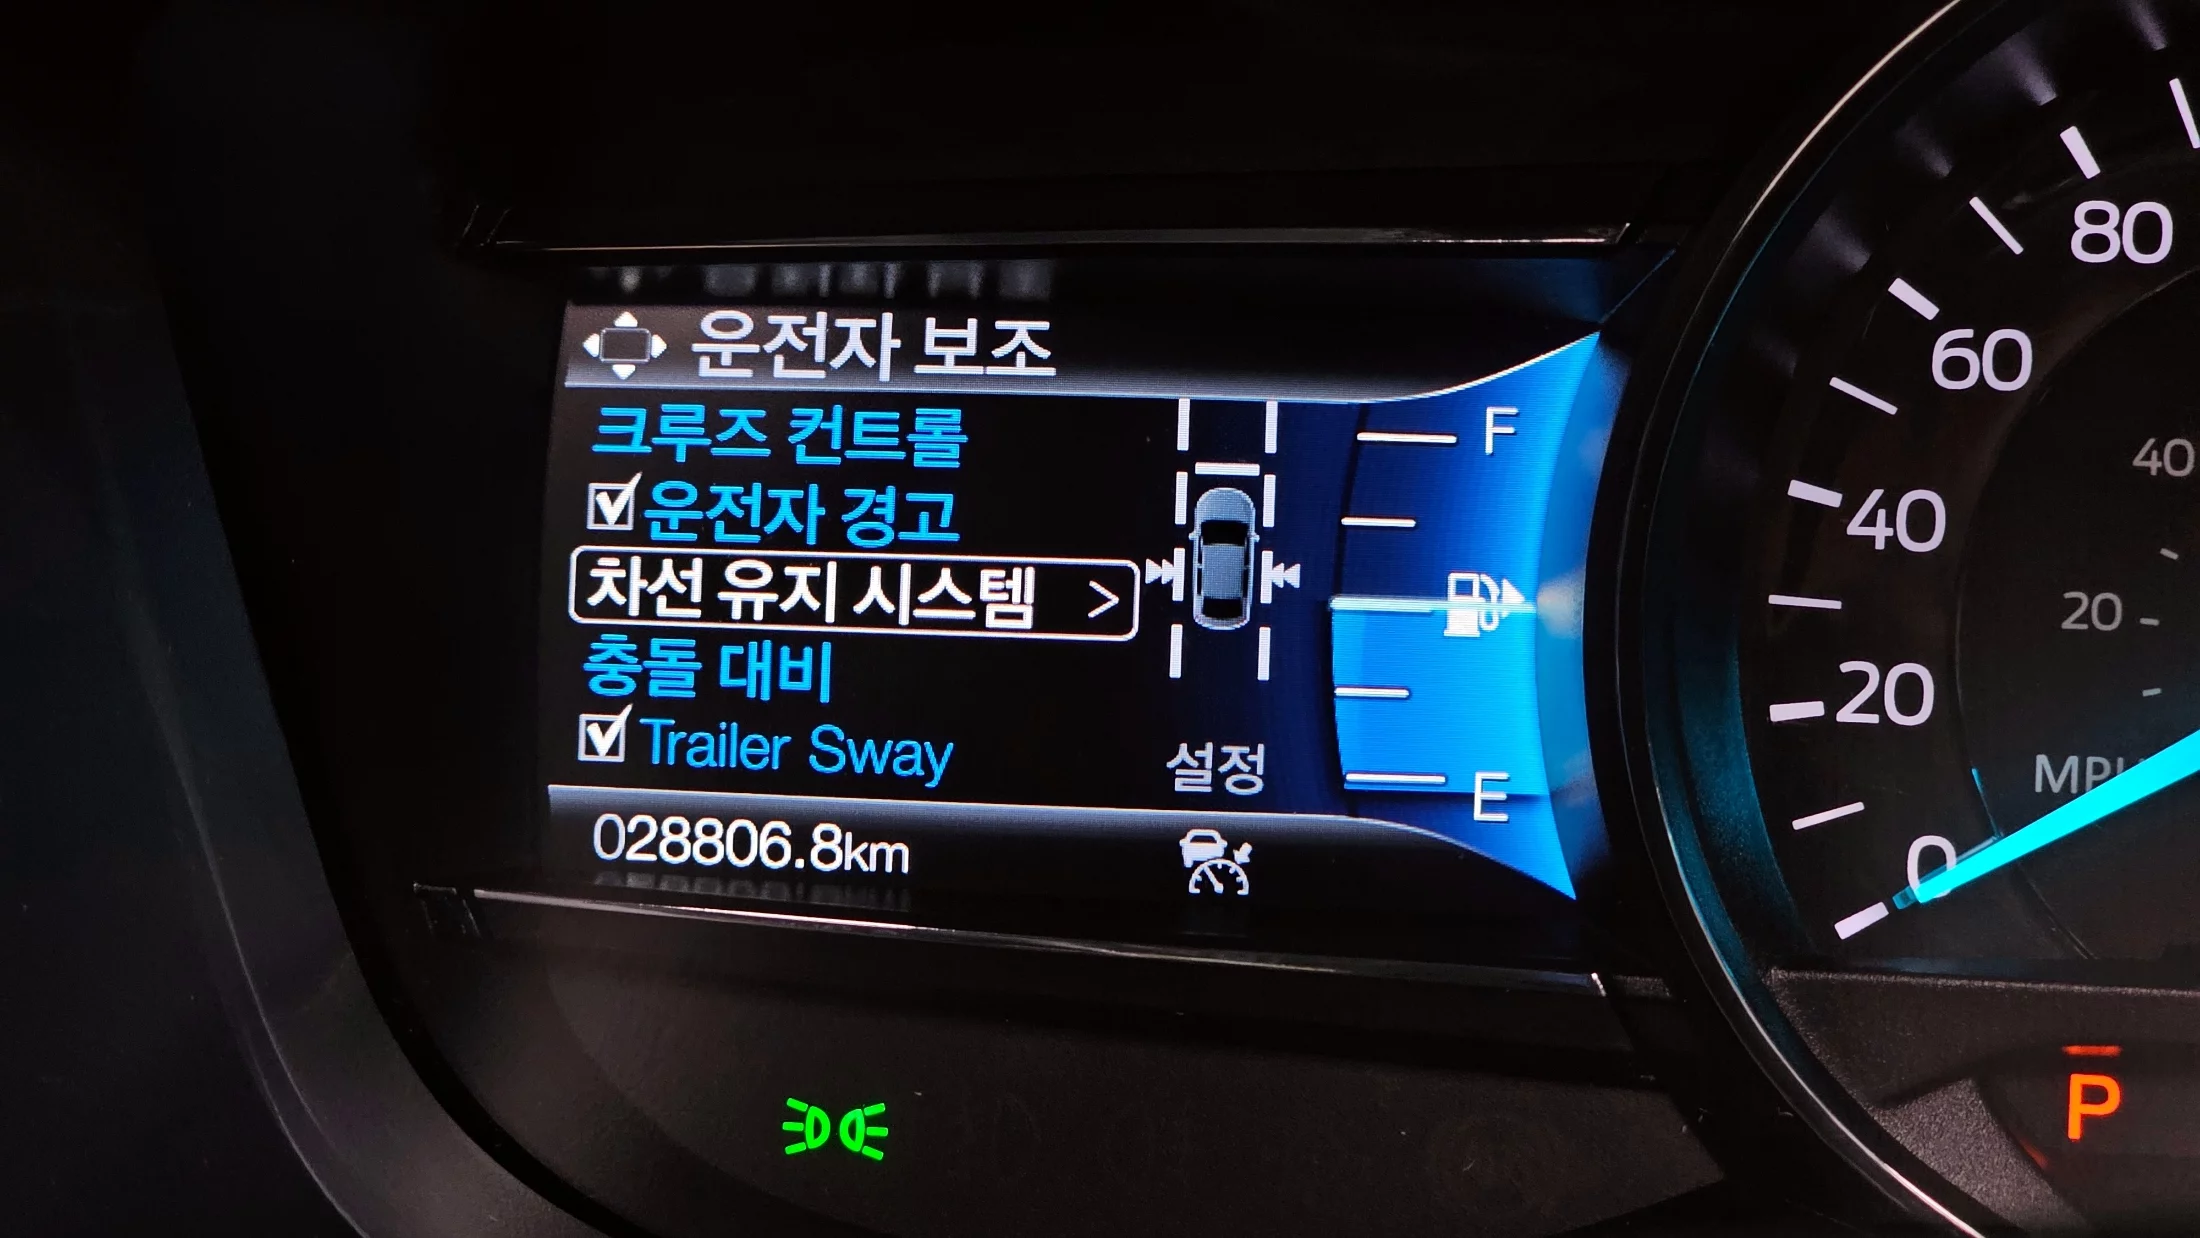 운전자 보조
크루즈 컨트롤
운전자 경고
차선 유지 시스템 >
충돌 대비
Trailer Sway
설정
028806.8km
F
E
80
60
40
20
0
40
20
P